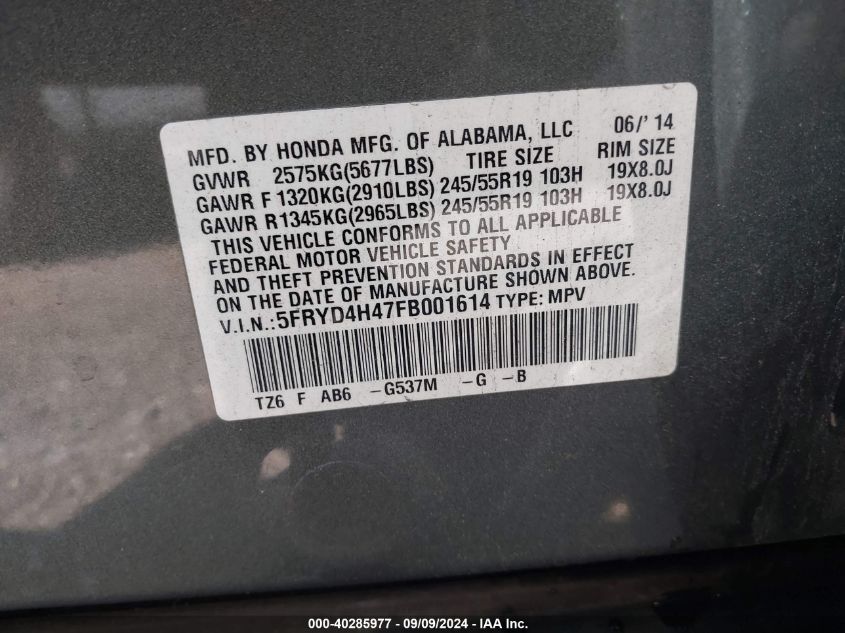 MFD. BY HONDA MFG. OF ALABAMA, LLC 06/' 14
GVWR 2575KG(5677LBS) TIRE SIZE RIM SIZE
GAWR F 1320KG(2910LBS) 245/55R19 103H 19X8.0J
GAWR R1345KG(2965LBS) 245/55R19 103H 19X8.0J
THIS VEHICLE CONFORMS TO ALL APPLICABLE
FEDERAL MOTOR VEHICLE SAFETY
AND THEFT PREVENTION STANDARDS IN EFFECT
ON THE DATE OF MANUFACTURE SHOWN ABOVE.
V.I.N.:5FRYD4H47FB001614 TYPE: MPV
TZ6 F AB6 -G537M -G -B
000-40285977 - 09/09/2024 - IAA Inc.